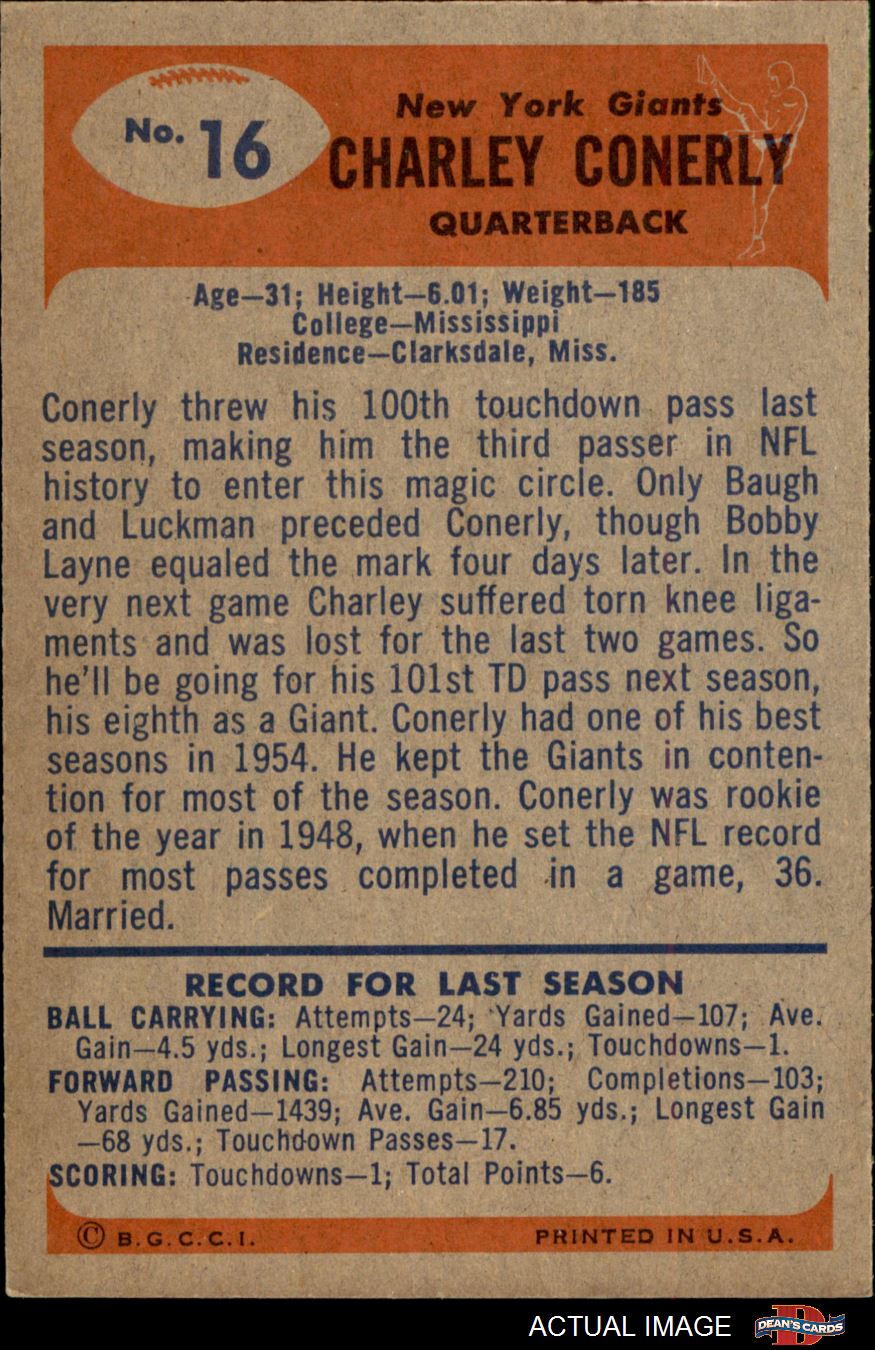 No. 16
New York Giants
CHARLEY CONERLY
QUARTERBACK
Age—31; Height—6.01; Weight—185
College—Mississippi
Residence—Clarksdale, Miss.
Conerly threw his 100th touchdown pass last
season, making him the third passer in NFL
history to enter this magic circle. Only Baugh
and Luckman preceded Conerly, though Bobby
Layne equaled the mark four days later. In the
very next game Charley suffered torn knee liga-
ments and was lost for the last two games. So
he'll be going for his 101st TD pass next season,
his eighth as a Giant. Conerly had one of his best
seasons in 1954. He kept the Giants in conten-
tion for most of the season. Conerly was rookie
of the year in 1948, when he set the NFL record
for most passes completed in a game, 36.
Married.
RECORD FOR LAST SEASON
BALL CARRYING: Attempts—24; Yards Gained—107; Ave.
Gain—4.5 yds.; Longest Gain—24 yds.; Touchdowns—1.
FORWARD PASSING: Attempts—210; Completions—103;
Yards Gained—1439; Ave. Gain—6.85 yds.; Longest Gain
—68 yds.; Touchdown Passes—17.
SCORING: Touchdowns—1; Total Points—6.
© B.G.C.C.I. PRINTED IN U.S.A.
ACTUAL IMAGE D DEAN'S CARDS